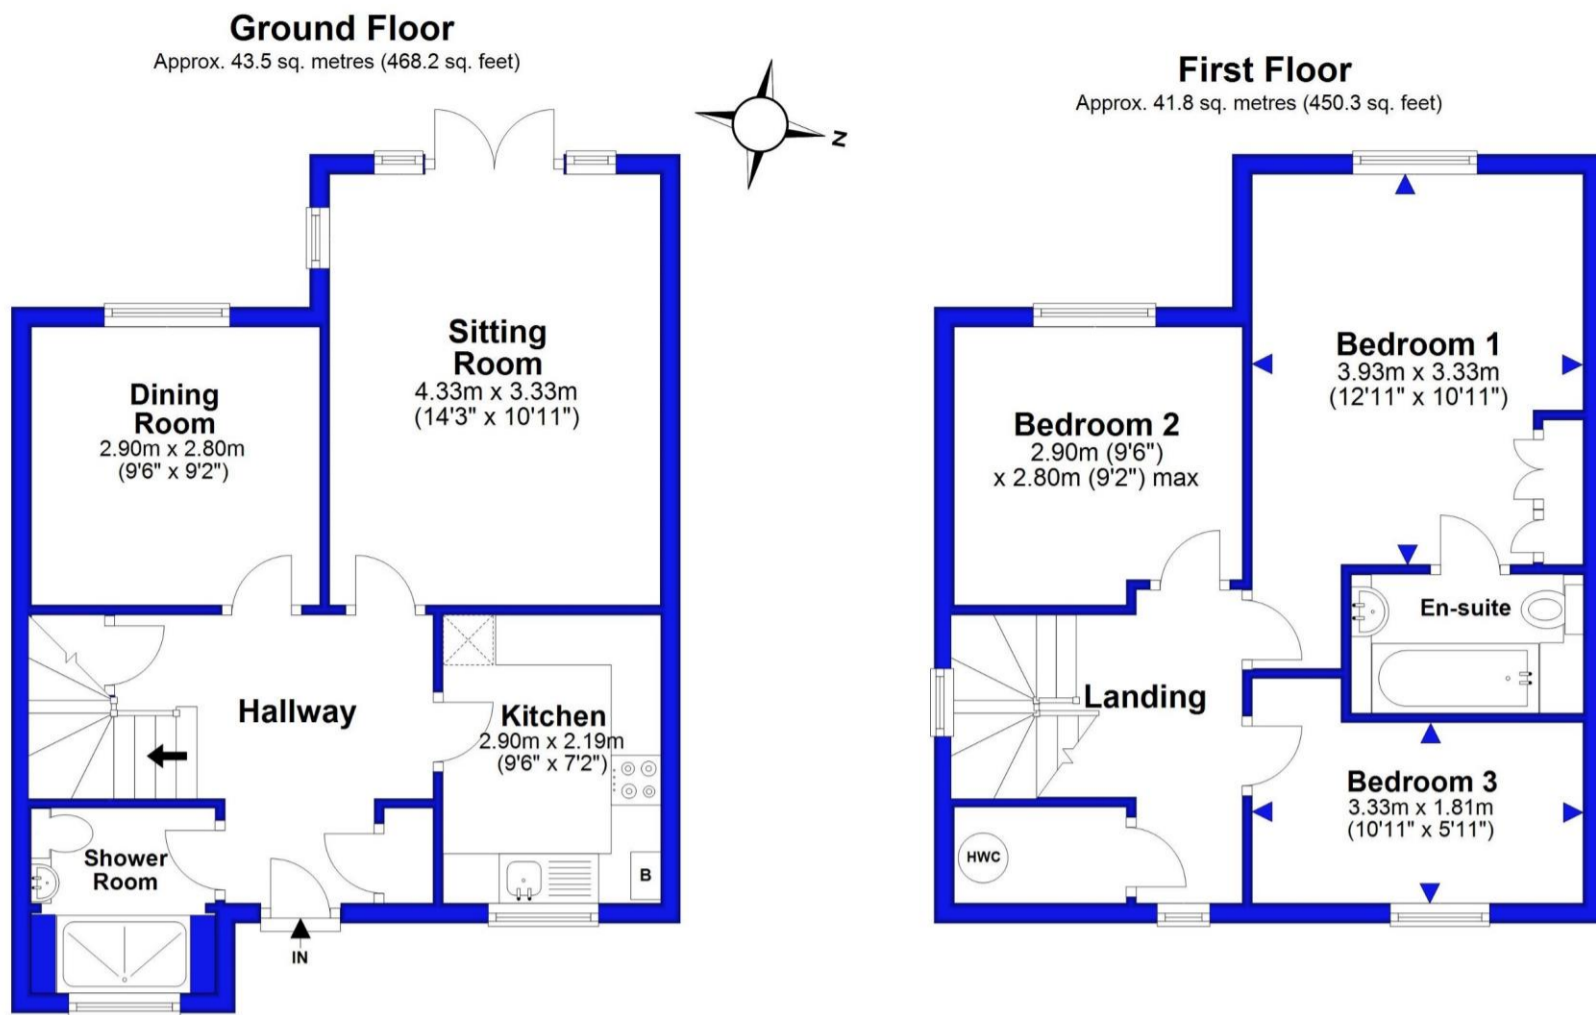 Ground Floor
Approx. 43.5 sq. metres (468.2 sq. feet)
N
Sitting
Room
4.33m x 3.33m
(14'3" x 10'11")
Dining
Room
2.90m x 2.80m
(9'6" x 9'2")
Hallway
Kitchen
2.90m x 2.19m
(9'6" x 7'2")
Shower
Room
B
IN
First Floor
Approx. 41.8 sq. metres (450.3 sq. feet)
Bedroom 1
3.93m x 3.33m
(12'11" x 10'11")
Bedroom 2
2.90m (9'6")
x 2.80m (9'2") max
En-suite
Landing
Bedroom 3
3.33m x 1.81m
(10'11" x 5'11")
HWC